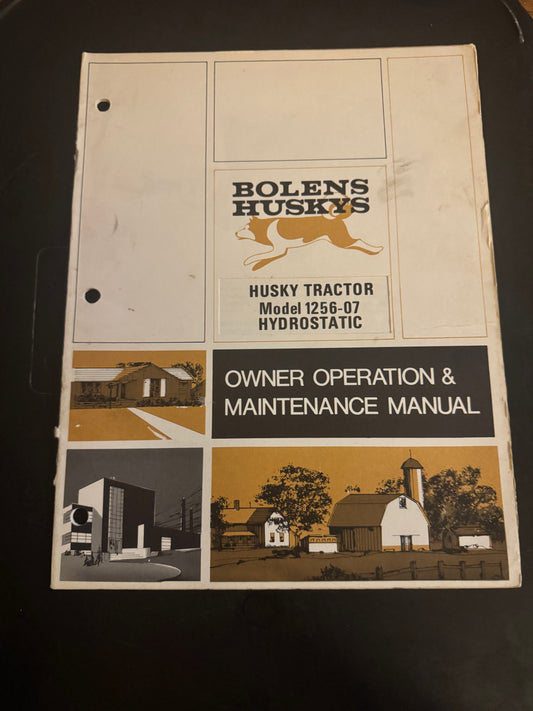 BOLENS
HUSKYS
HUSKY TRACTOR
Model 1256-07
HYDROSTATIC
OWNER OPERATION &
MAINTENANCE MANUAL